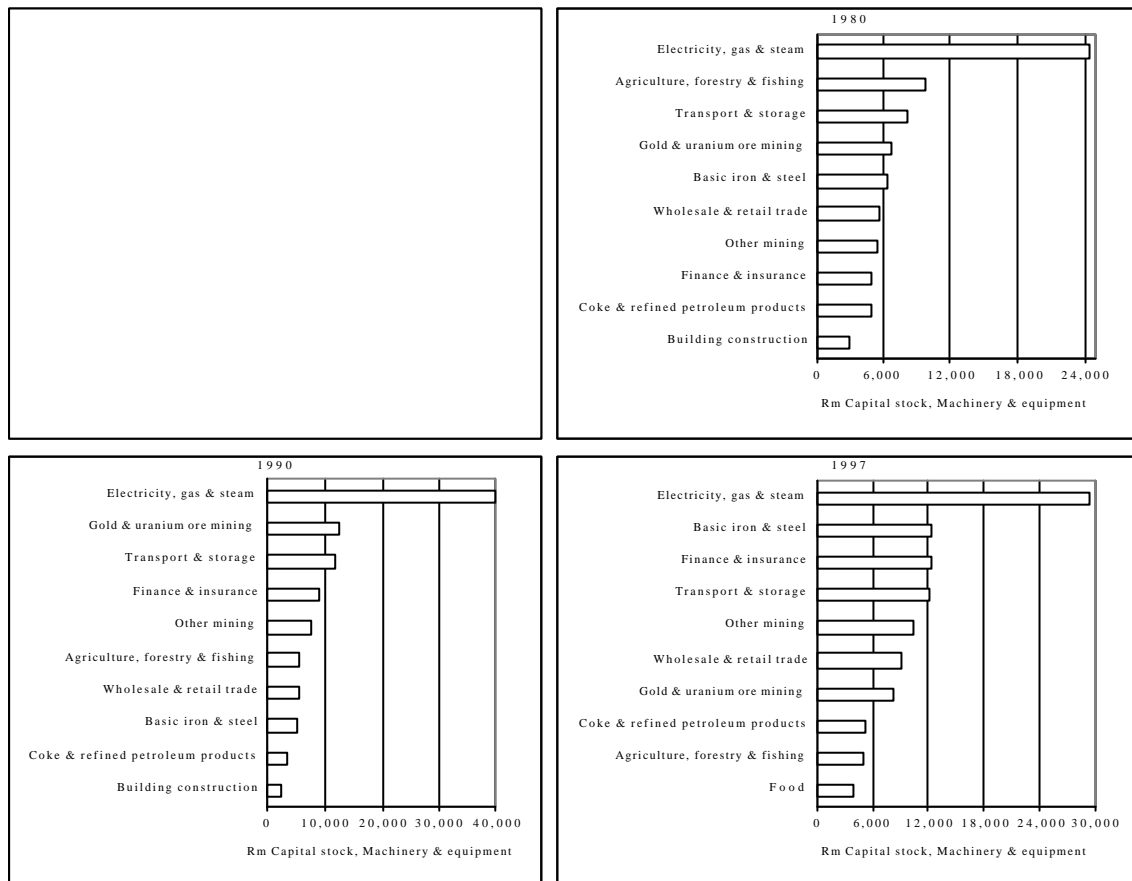 1980
Electricity, gas & steam
Agriculture, forestry & fishing
Transport & storage
Gold & uranium ore mining
Basic iron & steel
Wholesale & retail trade
Other mining
Finance & insurance
Coke & refined petroleum products
Building construction
0 6,000 12,000 18,000 24,000
Rm Capital stock, Machinery & equipment
1990
Electricity, gas & steam
Gold & uranium ore mining
Transport & storage
Finance & insurance
Other mining
Agriculture, forestry & fishing
Wholesale & retail trade
Basic iron & steel
Coke & refined petroleum products
Building construction
0 10,000 20,000 30,000 40,000
Rm Capital stock, Machinery & equipment
1997
Electricity, gas & steam
Basic iron & steel
Finance & insurance
Transport & storage
Other mining
Wholesale & retail trade
Gold & uranium ore mining
Coke & refined petroleum products
Agriculture, forestry & fishing
Food
0 6,000 12,000 18,000 24,000 30,000
Rm Capital stock, Machinery & equipment